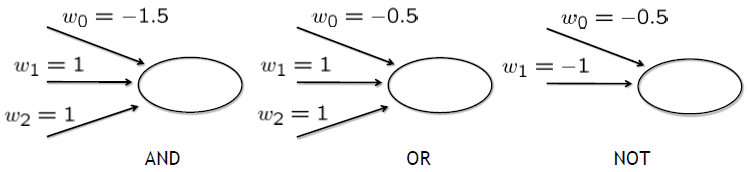 w₀ = −1.5
w₁ = 1
w₂ = 1
AND
w₀ = −0.5
w₁ = 1
w₂ = 1
OR
w₀ = −0.5
w₁ = −1
NOT